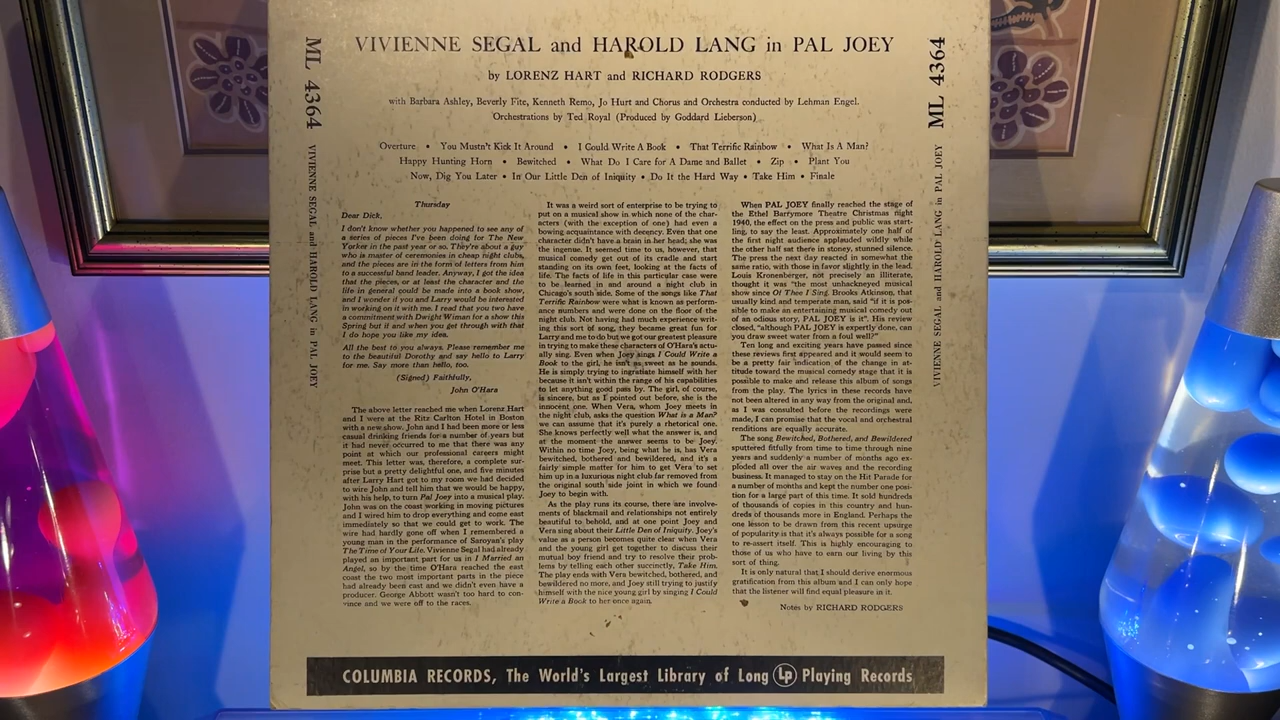 VIVIENNE SEGAL and HAROLD LANG in PAL JOEY
by LORENZ HART and RICHARD RODGERS
with Barbara Ashley, Beverly Fite, Kenneth Remo, Jo Hurt and Chorus and Orchestra conducted by Lehman Engel.
Orchestrations by Ted Royal (Produced by Goddard Lieberson)
Overture • You Mustn't Kick It Around • I Could Write A Book • That Terrific Rainbow • What Is A Man?
Happy Hunting Horn • Bewitched • What Do I Care for A Dame and Ballet • Zip • Plant You
Now, Dig You Later • In Our Little Den of Iniquity • Do It the Hard Way • Take Him • Finale
ML 4364
VIVIENNE SEGAL and HAROLD LANG in PAL JOEY
Thursday
Dear Dick,
I don't know whether you happened to see any of
a series of pieces I've been doing for The New
Yorker in the past year or so. They're about a guy
who is master of ceremonies in cheap night clubs,
and the pieces are in the form of letters from him
to a successful band leader. Anyway, I got the idea
that the pieces, or at least the character and the
life in general could be made into a book show,
and I wonder if you and Larry would be interested
in working on it with me. I read that you have
a commitment with Dwight Wiman for a show this
Spring but if and when you get through with that
I do hope you like my idea.
All the best to you always. Please remember me
to the beautiful Dorothy and say hello to Larry
for me. Say more than hello, too.
(Signed) Faithfully,
John O'Hara
The above letter reached me when Lorenz Hart
and I were at the Ritz Carlton Hotel in Boston
with a new show. John and I had been more or less
casual drinking friends for a number of years but
it had never occurred to me that there was any
point at which our professional careers might
meet. This letter was, therefore, a complete sur-
prise but a pretty delightful one, and five minutes
after Larry Hart got to my room we had decided
to wire John and tell him that we would be happy,
with his help, to turn Pal Joey into a musical play.
John was on the coast working in moving pictures
and I wired him to drop everything and come east
immediately so that we could get to work. The
wire had hardly gone off when I remembered a
young man in the performance of Saroyan's play
The Time of Your Life. Vivienne Segal had already
played an important part for us in I Married an
Angel, so by the time O'Hara reached the east
coast the two most important parts in the piece
had already been cast and we didn't even have a
producer. George Abbott wasn't too hard to con-
vince and we were off to the races.
It was a weird sort of enterprise to be trying to
put on a musical show in which none of the char-
acters (with the exception of one) had even a
bowing acquaintance with decency. Even that one
character didn't have a brain in her head; she was
the ingenue. It seemed time to us, however, that
musical comedy get out of its cradle and start
standing on its own feet, looking at the facts of
life. The facts of life in this particular case were
to be learned in and around a night club in
Chicago's south side. Some of the songs like That
Terrific Rainbow were what is known as perform-
ance numbers and were done on the floor of the
night club. Not having had much experience writ-
ing this sort of song, they became great fun for
Larry and me to do but we got our greatest pleasure
in trying to make these characters of O'Hara's actu-
ally sing. Even when Joey sings I Could Write a
Book to the girl, he isn't as sweet as he sounds.
He is simply trying to ingratiate himself with her
because it isn't within the range of his capabilities
to let anything good pass by. The girl, of course,
is sincere, but as I pointed out before, she is the
innocent one. When Vera, whom Joey meets in
the night club, asks the question What is a Man?
we can assume that it's purely a rhetorical one.
She knows perfectly well what the answer is, and
at the moment the answer seems to be Joey.
Within no time Joey, being what he is, has Vera
bewitched, bothered and bewildered, and it's a
fairly simple matter for him to get Vera to set
him up in a luxurious night club far removed from
the original south side joint in which we found
Joey to begin with.
As the play runs its course, there are involve-
ments of blackmail and relationships not entirely
beautiful to behold, and at one point Joey and
Vera sing about their Little Den of Iniquity. Joey's
value as a person becomes quite clear when Vera
and the young girl get together to discuss their
mutual boy friend and try to resolve their prob-
lems by telling each other succinctly, Take Him.
The play ends with Vera bewitched, bothered, and
bewildered no more, and Joey still trying to justify
himself with the nice young girl by singing I Could
Write a Book to her once again.
When PAL JOEY finally reached the stage of
the Ethel Barrymore Theatre Christmas night
1940, the effect on the press and public was start-
ling, to say the least. Approximately one half of
the first night audience applauded wildly while
the other half sat there in stoney, stunned silence.
The press the next day reacted in somewhat the
same ratio, with those in favor slightly in the lead.
Louis Kronenberger, not precisely an illiterate,
thought it was "the most unhackneyed musical
show since Of Thee I Sing. Brooks Atkinson, that
usually kind and temperate man, said "if it is pos-
sible to make an entertaining musical comedy out
of an odious story, PAL JOEY is it". His review
closed, "although PAL JOEY is expertly done, can
you draw sweet water from a foul well?"
Ten long and exciting years have passed since
these reviews first appeared and it would seem to
be a pretty fair indication of the change in at-
titude toward the musical comedy stage that it is
possible to make and release this album of songs
from the play. The lyrics in these records have
not been altered in any way from the original and,
as I was consulted before the recordings were
made, I can promise that the vocal and orchestral
renditions are equally accurate.
The song Bewitched, Bothered, and Bewildered
sputtered fitfully from time to time through nine
years and suddenly a number of months ago ex-
ploded all over the air waves and the recording
business. It managed to stay on the Hit Parade for
a number of months and kept the number one posi-
tion for a large part of this time. It sold hundreds
of thousands of copies in this country and hun-
dreds of thousands more in England. Perhaps the
one lesson to be drawn from this recent upsurge
of popularity is that it's always possible for a song
to re-assert itself. This is highly encouraging to
those of us who have to earn our living by this
sort of thing.
It is only natural that I should derive enormous
gratification from this album and I can only hope
that the listener will find equal pleasure in it.
Notes by RICHARD RODGERS
ML 4364
VIVIENNE SEGAL and HAROLD LANG in PAL JOEY
COLUMBIA RECORDS, The World's Largest Library of Long Lp Playing Records